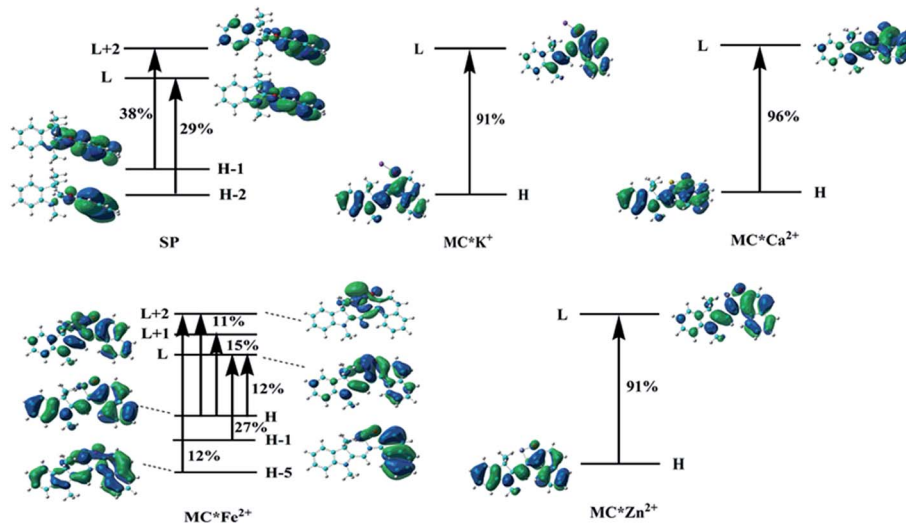 L+2
L
38%
29%
H-1
H-2
SP
L
91%
H
MC*K⁺
L
96%
H
MC*Ca²⁺
L+2
11%
L+1
15%
L
12%
H
27%
H-1
12%
H-5
MC*Fe²⁺
L
91%
H
MC*Zn²⁺